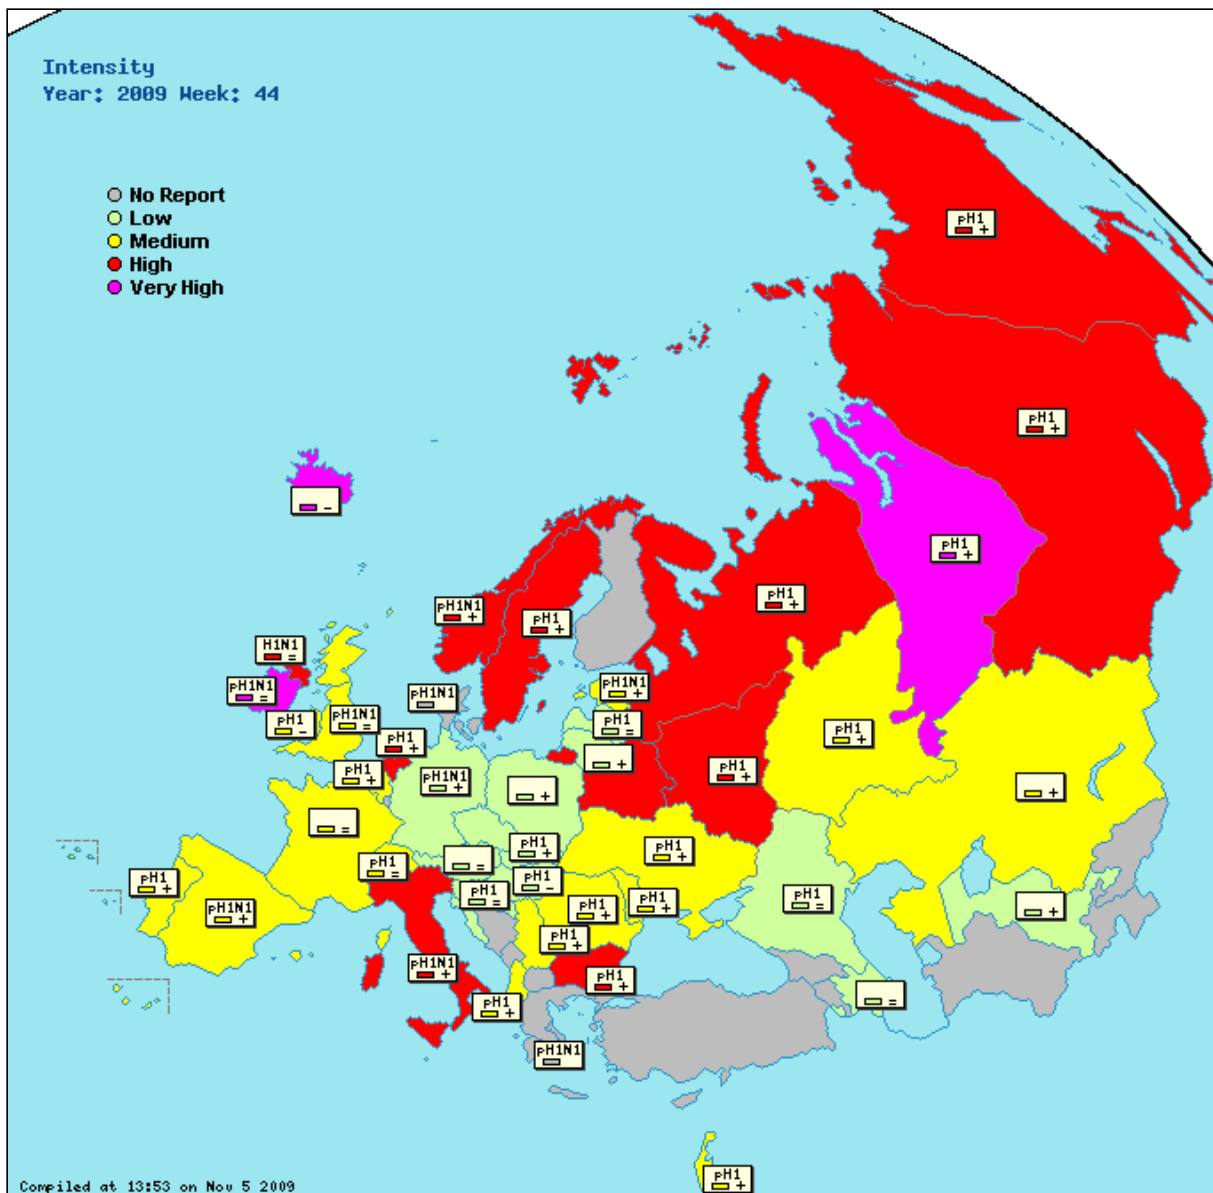 Intensity
Year: 2009 Week: 44
No Report
Low
Medium
High
Very High
pH1
+
pH1
+
-
pH1
+
pH1
+
pH1N1
+
pH1
+
H1N1
=
pH1N1
=
pH1N1
pH1N1
+
pH1
-
pH1N1
=
pH1
=
pH1
+
pH1
+
+
pH1
+
pH1
+
pH1N1
+
+
+
=
pH1
+
pH1
+
=
pH1
=
pH1
-
pH1
+
pH1
=
pH1N1
+
pH1
+
pH1
+
pH1
=
+
pH1
+
pH1N1
+
pH1
+
=
pH1
+
pH1N1
pH1
+
Compiled at 13:53 on Nov 5 2009